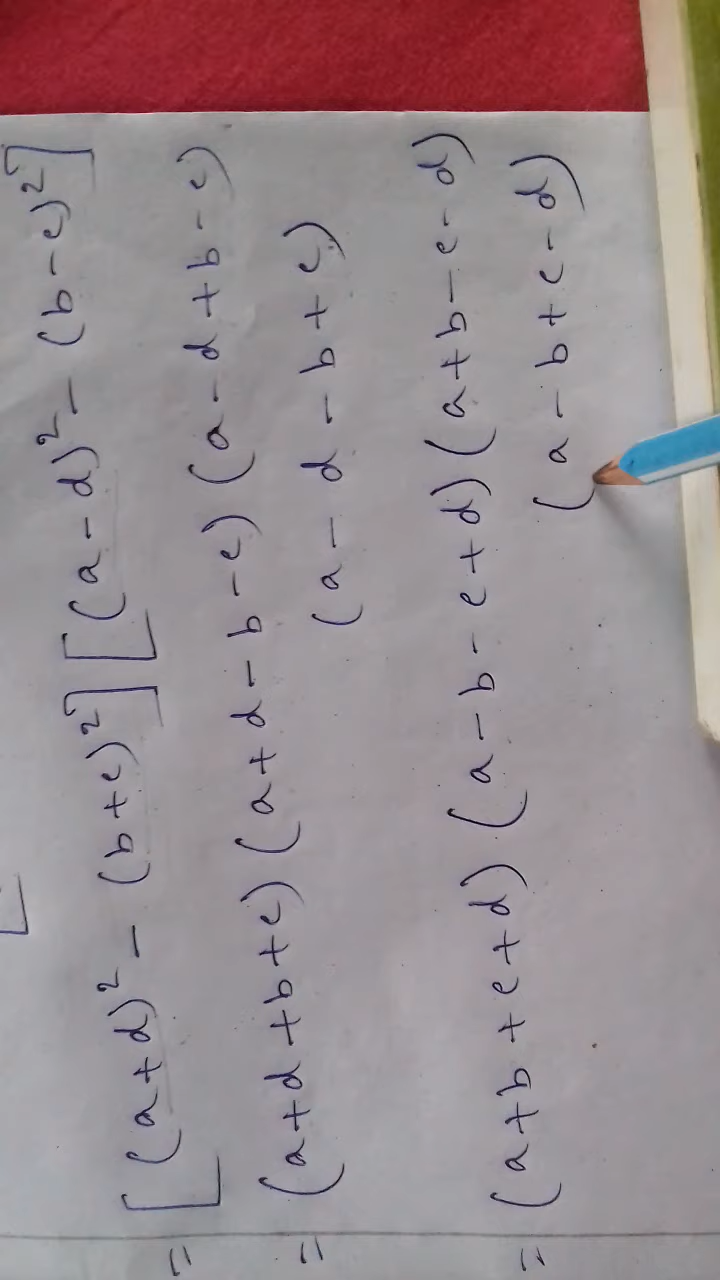 = [(a+d)² - (b+c)²] [(a-d)² - (b-c)²]
= (a+d+b+c) (a+d-b-c) (a-d+b-c)
(a-d-b+c)
= (a+b+c+d) (a-b-c+d) (a+b-c-d)
(a-b+c-d)